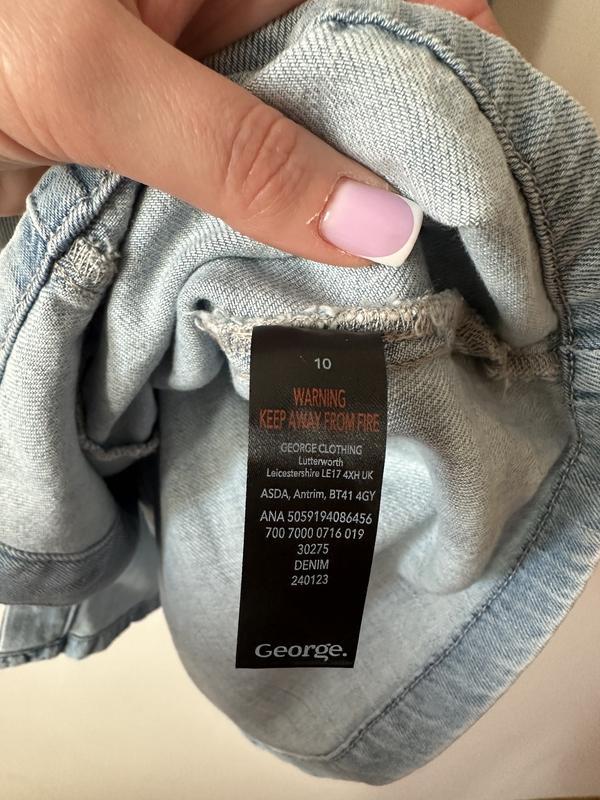 10
WARNING
KEEP AWAY FROM FIRE
GEORGE CLOTHING
Lutterworth
Leicestershire LE17 4XH UK
ASDA, Antrim, BT41 4GY
ANA 5059194086456
700 7000 0716 019
30275
DENIM
240123
George.